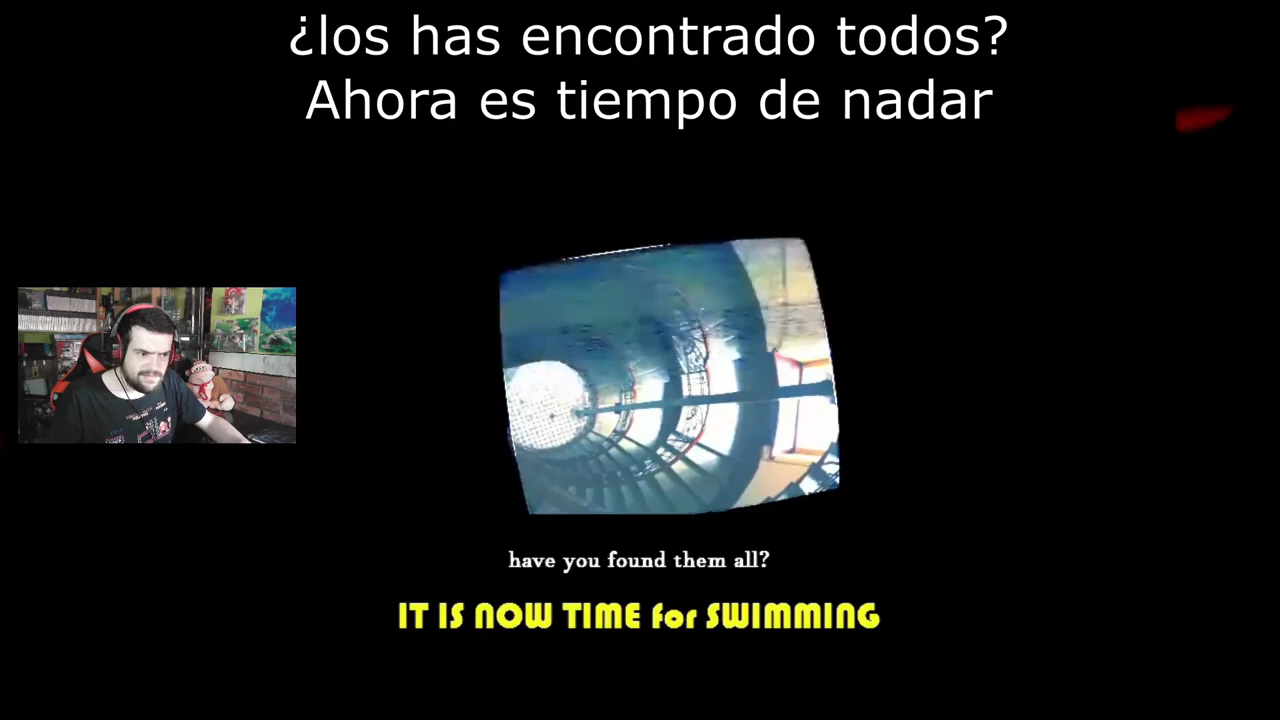 ¿los has encontrado todos?
Ahora es tiempo de nadar
have you found them all?
IT IS NOW TIME for SWIMMING